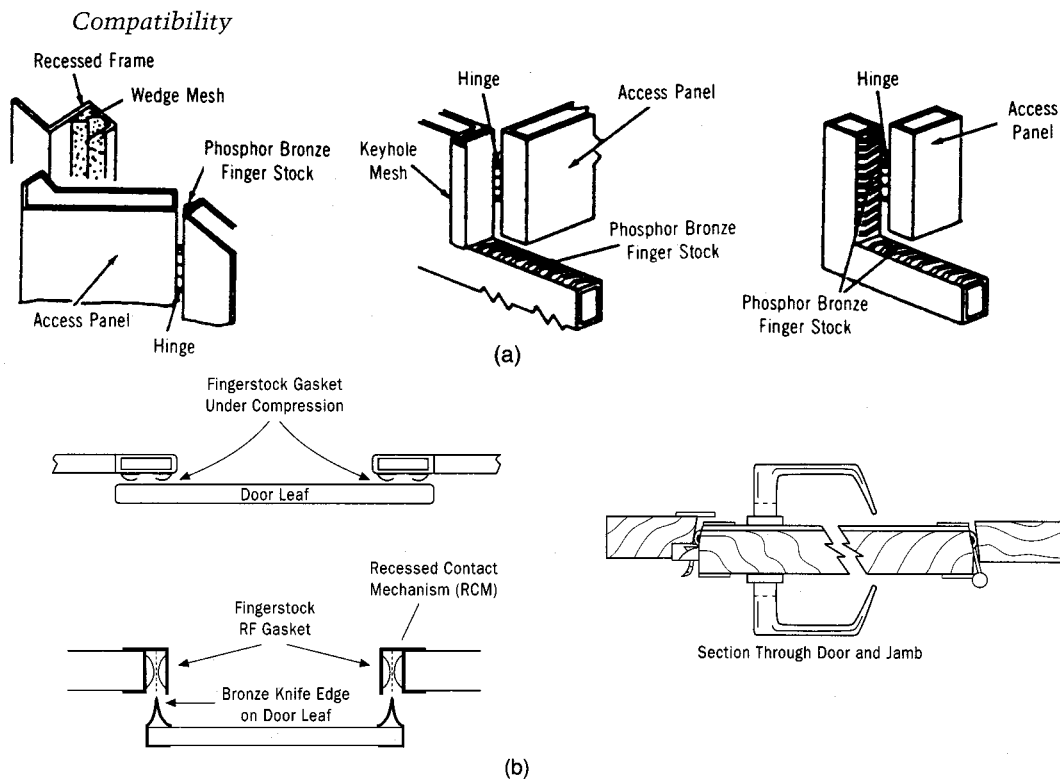 Compatibility
Recessed Frame
Wedge Mesh
Phosphor Bronze
Finger Stock
Access Panel
Hinge
Hinge
Access Panel
Keyhole
Mesh
Phosphor Bronze
Finger Stock
Hinge
Access
Panel
Phosphor Bronze
Finger Stock
(a)
Fingerstock Gasket
Under Compression
Door Leaf
Recessed Contact
Mechanism (RCM)
Fingerstock
RF Gasket
Bronze Knife Edge
on Door Leaf
Section Through Door and Jamb
(b)